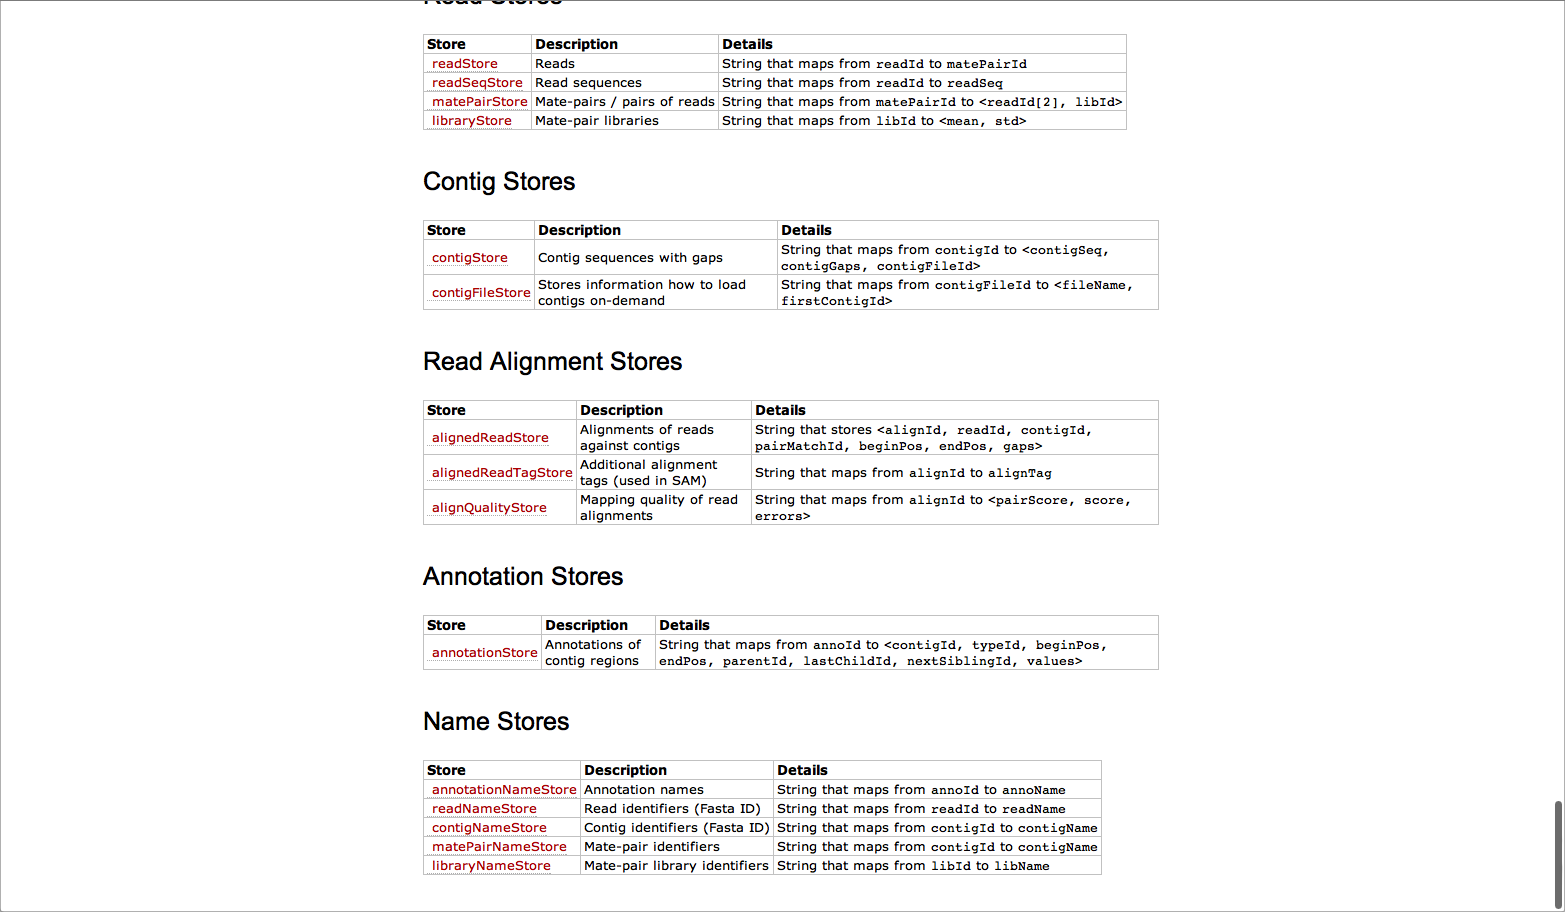 Read Stores
Store Description Details
readStore Reads String that maps from readId to matePairId
readSeqStore Read sequences String that maps from readId to readSeq
matePairStore Mate-pairs / pairs of reads String that maps from matePairId to <readId[2], libId>
libraryStore Mate-pair libraries String that maps from libId to <mean, std>
Contig Stores
Store Description Details
contigStore Contig sequences with gaps String that maps from contigId to <contigSeq,
contigGaps, contigFileId>
contigFileStore Stores information how to load String that maps from contigFileId to <fileName,
contigs on-demand firstContigId>
Read Alignment Stores
Store Description Details
alignedReadStore Alignments of reads String that stores <alignId, readId, contigId,
against contigs pairMatchId, beginPos, endPos, gaps>
alignedReadTagStore Additional alignment String that maps from alignId to alignTag
tags (used in SAM)
alignQualityStore Mapping quality of read String that maps from alignId to <pairScore, score,
alignments errors>
Annotation Stores
Store Description Details
annotationStore Annotations of String that maps from annoId to <contigId, typeId, beginPos,
contig regions endPos, parentId, lastChildId, nextSiblingId, values>
Name Stores
Store Description Details
annotationNameStore Annotation names String that maps from annoId to annoName
readNameStore Read identifiers (Fasta ID) String that maps from readId to readName
contigNameStore Contig identifiers (Fasta ID) String that maps from contigId to contigName
matePairNameStore Mate-pair identifiers String that maps from contigId to contigName
libraryNameStore Mate-pair library identifiers String that maps from libId to libName